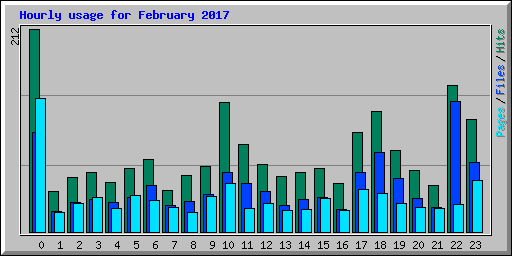 Hourly usage for February 2017
212
Pages/Files/Hits
0 1 2 3 4 5 6 7 8 9 10 11 12 13 14 15 16 17 18 19 20 21 22 23